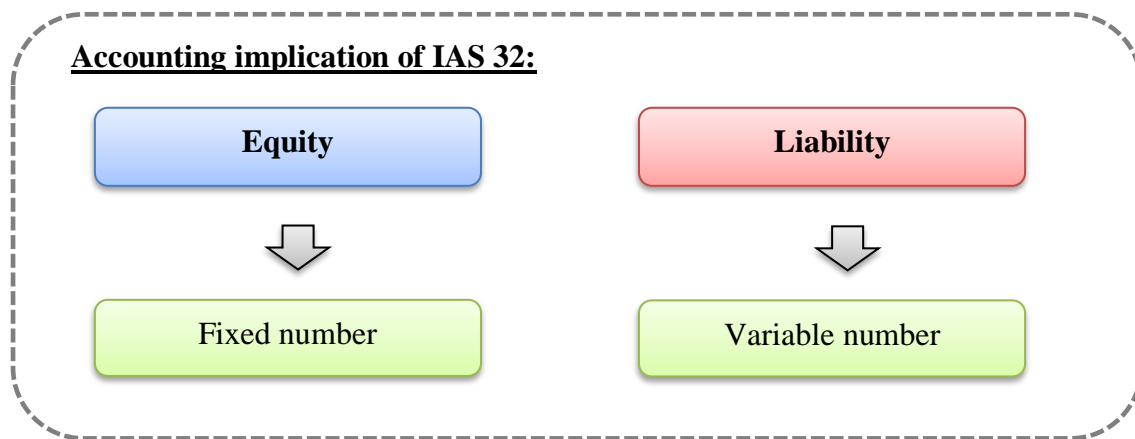 Accounting implication of IAS 32:
Equity
Liability
Fixed number
Variable number